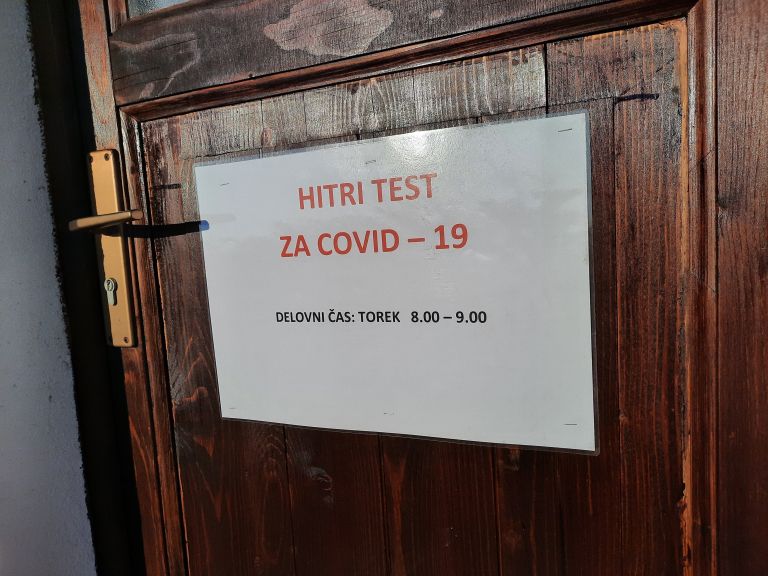 HITRI TEST
ZA COVID – 19
DELOVNI ČAS: TOREK 8.00 – 9.00